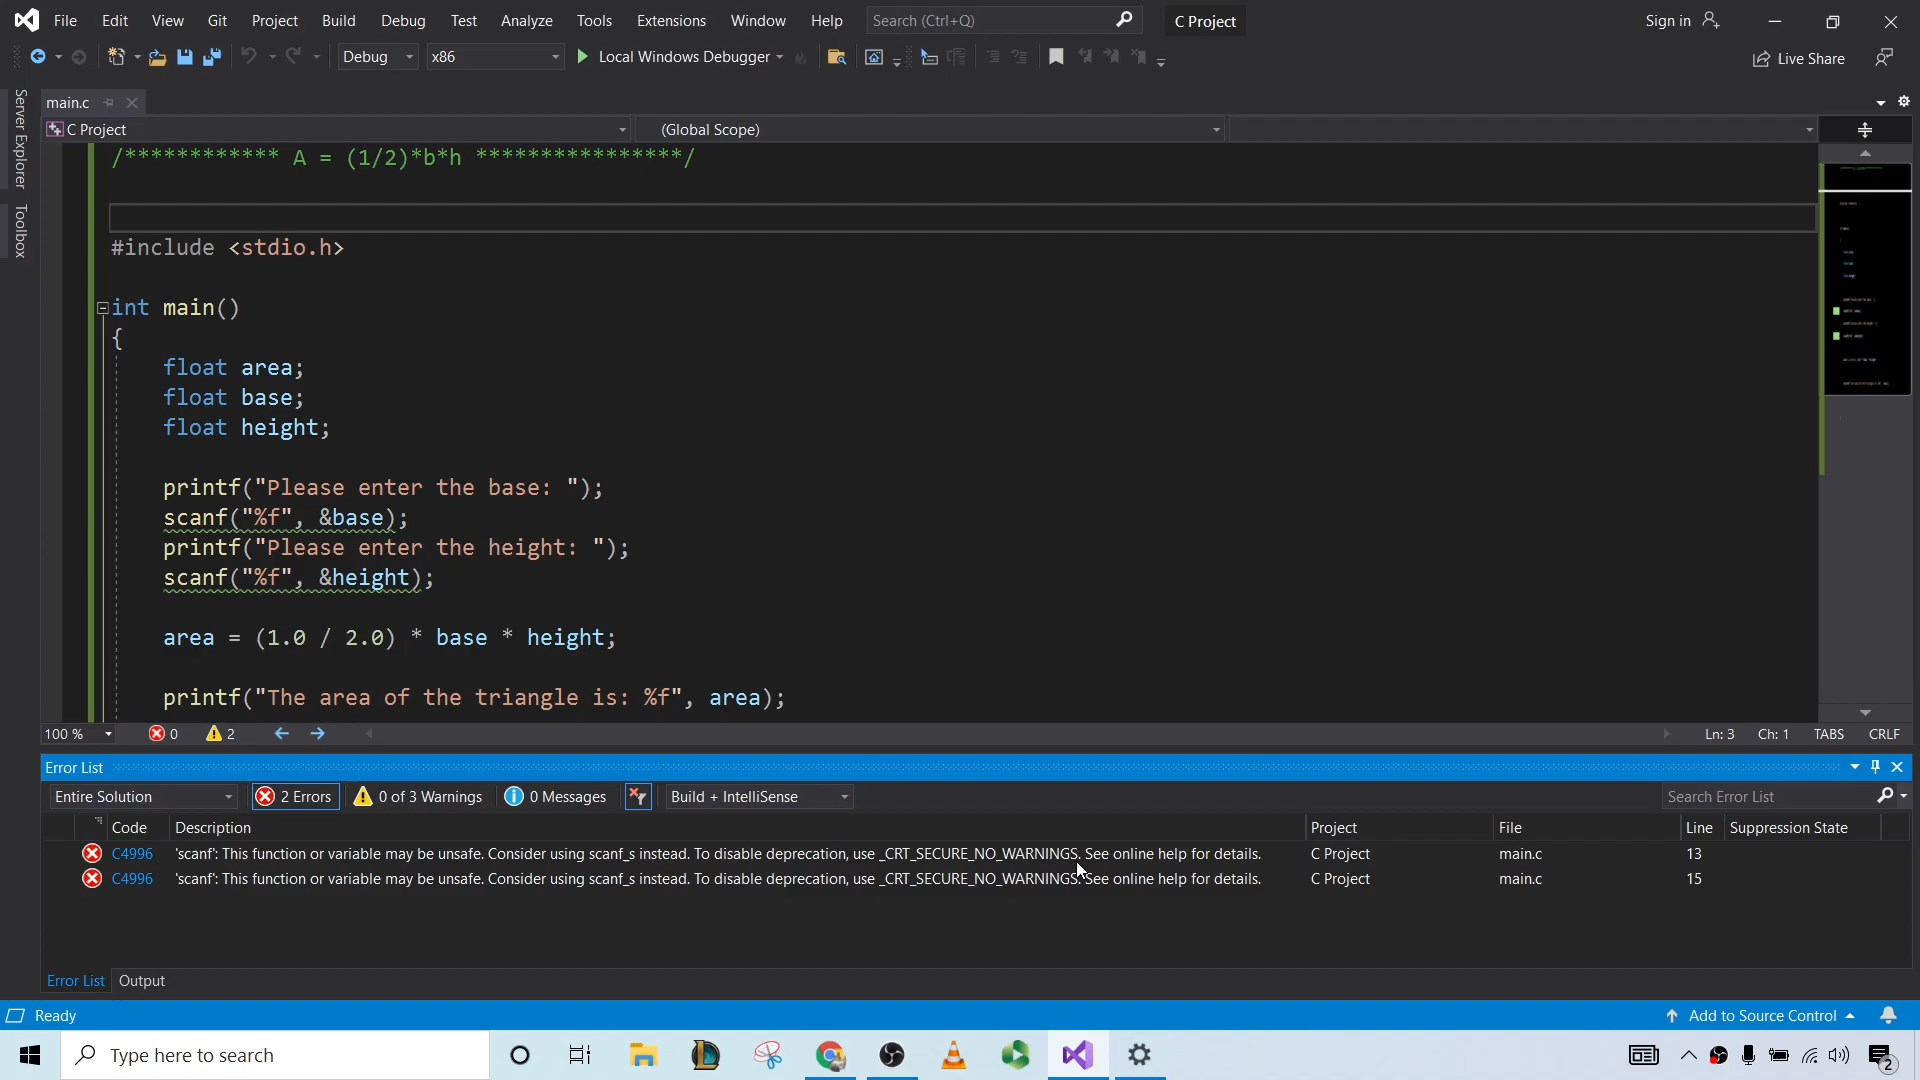 File Edit View Git Project Build Debug Test Analyze Tools Extensions Window Help Search (Ctrl+Q) C Project Sign in
Debug x86 Local Windows Debugger Live Share
Server Explorer
Toolbox
main.c
C Project (Global Scope)
/************ A = (1/2)*b*h ****************/
#include <stdio.h>
int main()
{
float area;
float base;
float height;
printf("Please enter the base: ");
scanf("%f", &base);
printf("Please enter the height: ");
scanf("%f", &height);
area = (1.0 / 2.0) * base * height;
printf("The area of the triangle is: %f", area);
100 % 0 2 Ln: 3 Ch: 1 TABS CRLF
Error List
Entire Solution 2 Errors 0 of 3 Warnings 0 Messages Build + IntelliSense Search Error List
Code Description Project File Line Suppression State
C4996 'scanf': This function or variable may be unsafe. Consider using scanf_s instead. To disable deprecation, use _CRT_SECURE_NO_WARNINGS. See online help for details. C Project main.c 13
C4996 'scanf': This function or variable may be unsafe. Consider using scanf_s instead. To disable deprecation, use _CRT_SECURE_NO_WARNINGS. See online help for details. C Project main.c 15
Error List Output
Ready Add to Source Control
Type here to search 2